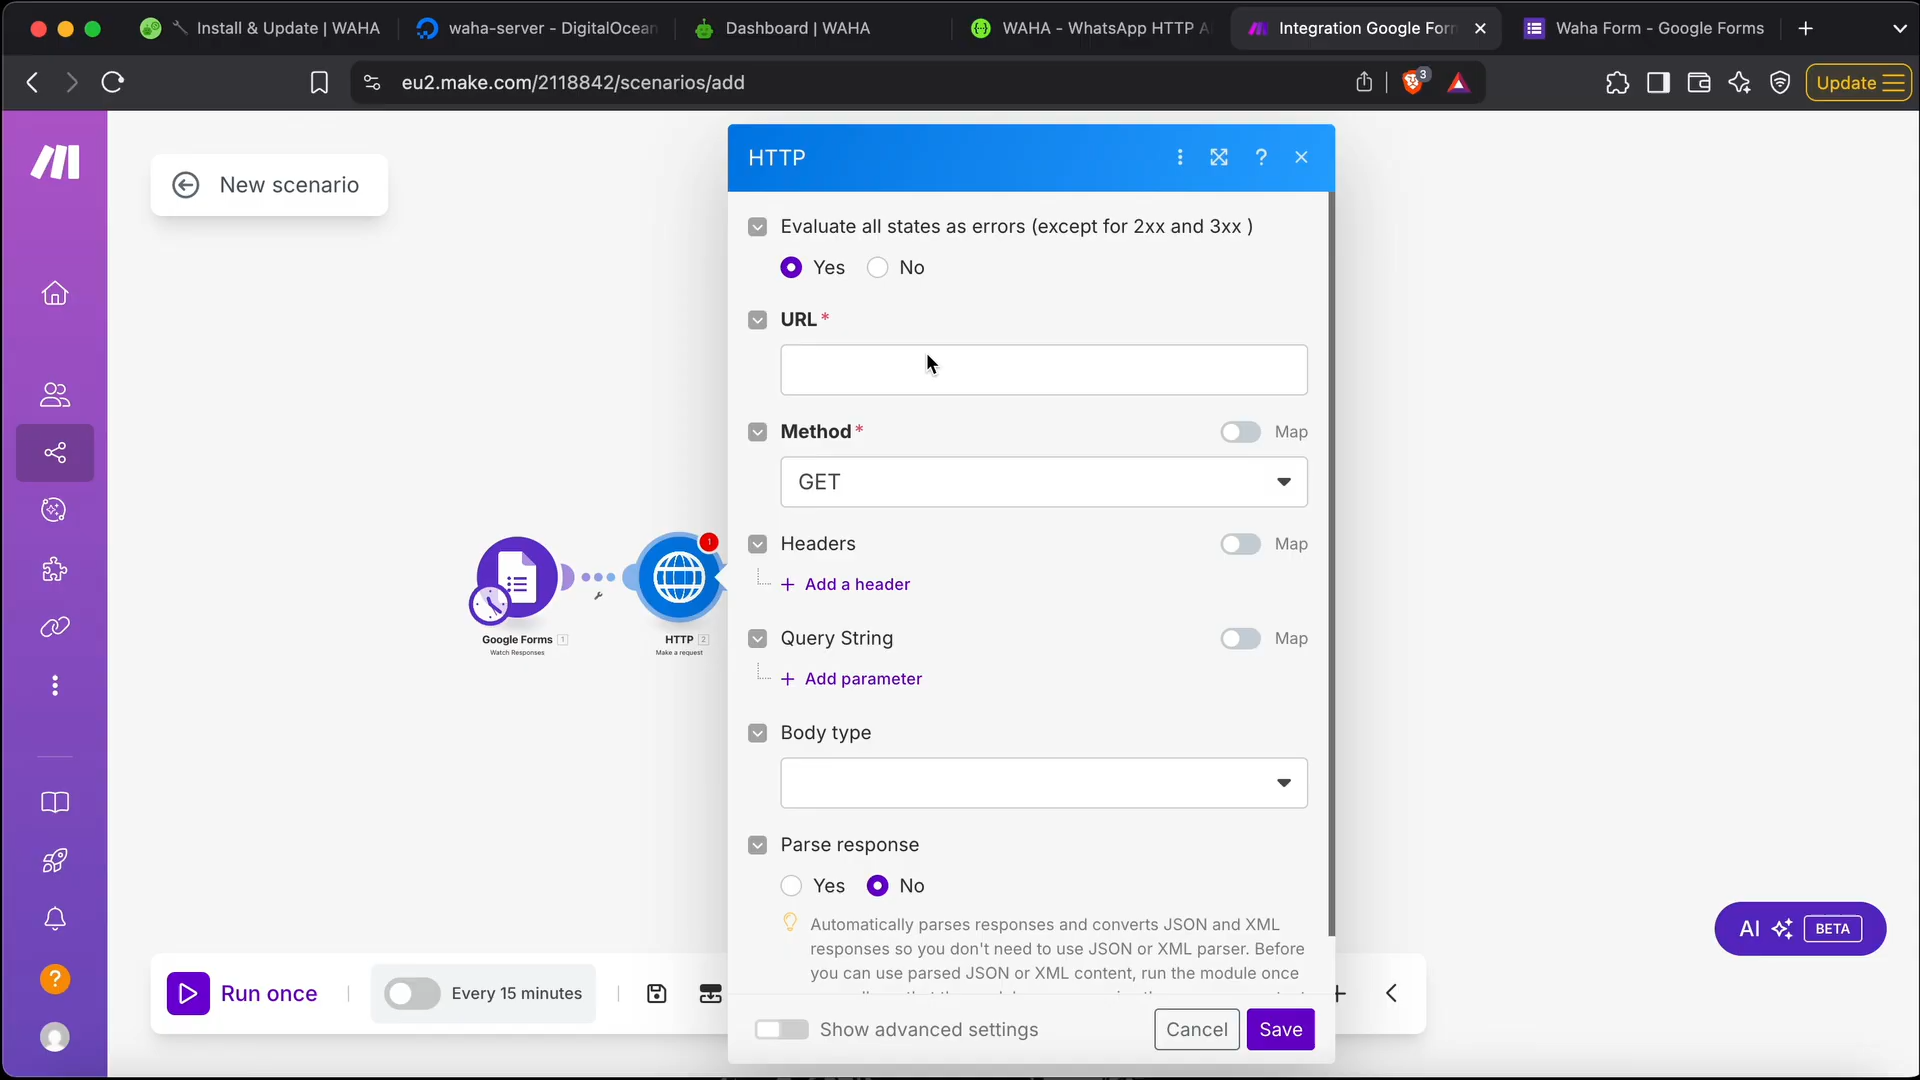 Install & Update | WAHA
waha-server - DigitalOcean
Dashboard | WAHA
WAHA - WhatsApp HTTP A
Integration Google For
Waha Form - Google Forms
eu2.make.com/2118842/scenarios/add
3
Update
New scenario
HTTP
?
Evaluate all states as errors (except for 2xx and 3xx )
Yes
No
URL *
Method *
Map
GET
Headers
Map
+ Add a header
Query String
Map
+ Add parameter
Body type
Parse response
Yes
No
Automatically parses responses and converts JSON and XML
responses so you don't need to use JSON or XML parser. Before
you can use parsed JSON or XML content, run the module once
1
Google Forms 1
Watch Responses
HTTP 2
Make a request
AI BETA
?
Run once
Every 15 minutes
Show advanced settings
Cancel
Save